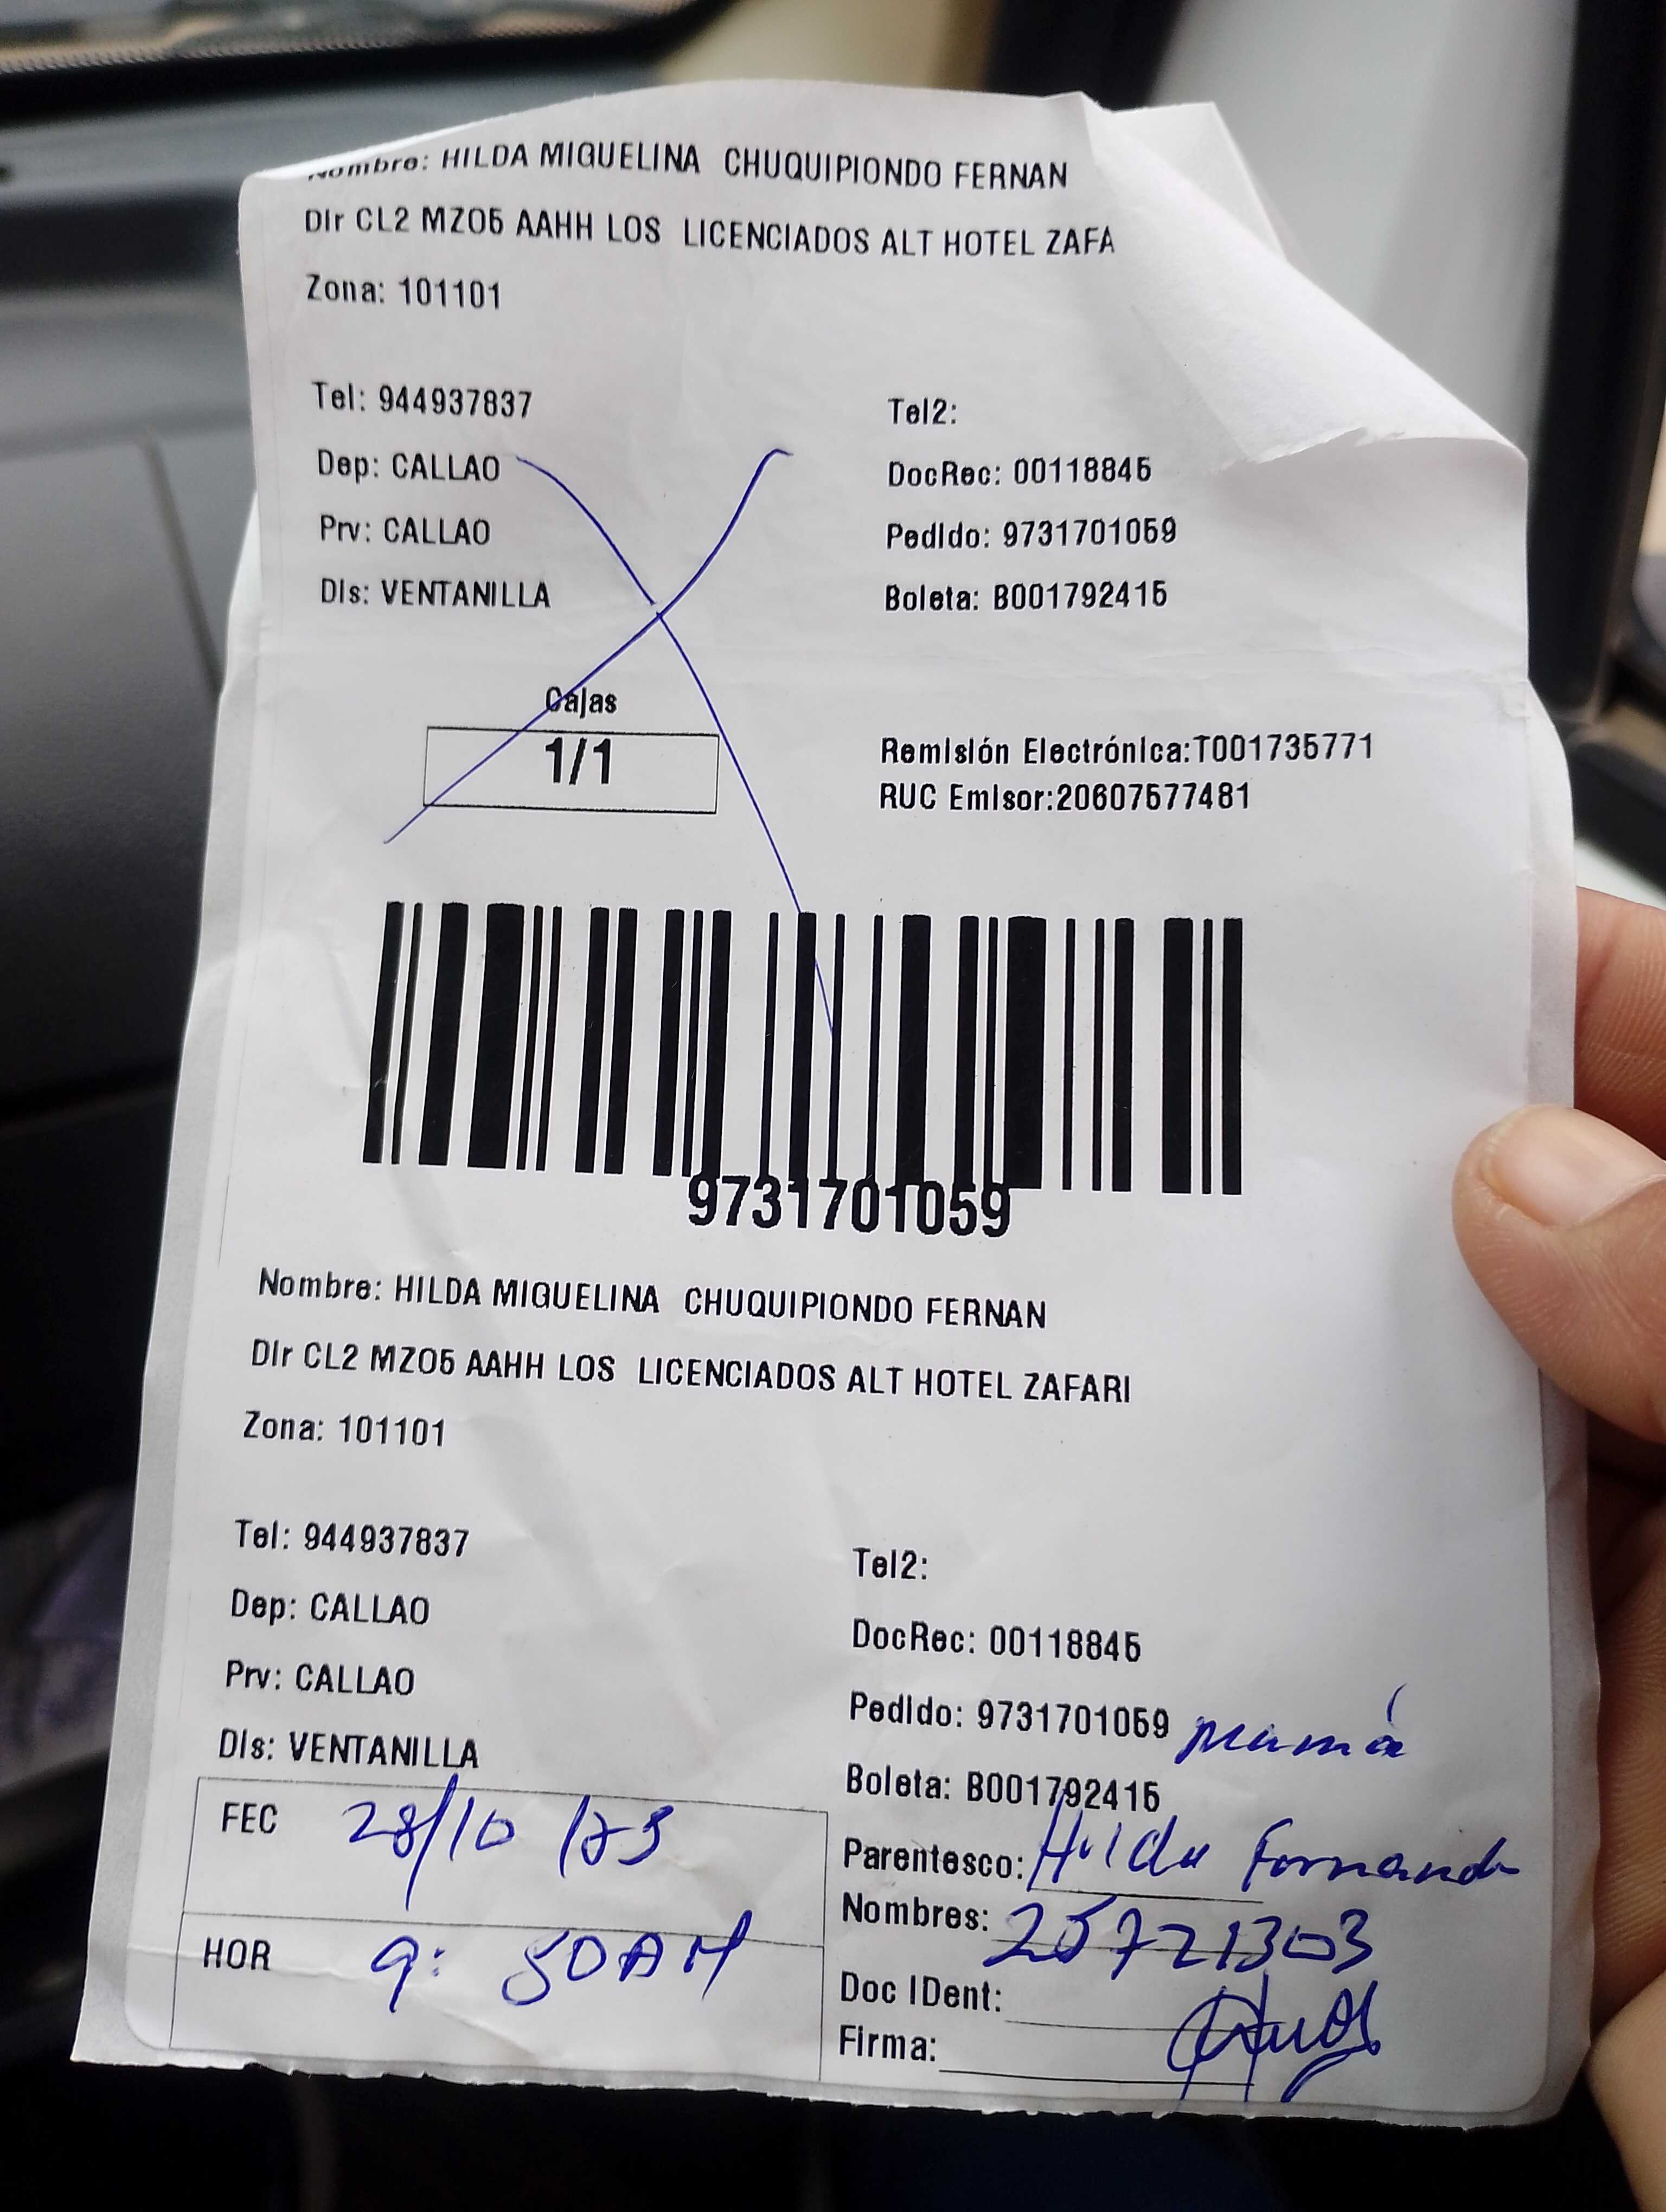 Nombre: HILDA MIGUELINA CHUQUIPIONDO FERNAN
Dir CL2 MZO5 AAHH LOS LICENCIADOS ALT HOTEL ZAFA
Zona: 101101
Tel: 944937837
Tel2:
Dep: CALLAO
DocRec: 00118845
Prv: CALLAO
Pedido: 9731701059
Dis: VENTANILLA
Boleta: B001792415
Cajas
1/1
Remisión Electrónica:T001735771
RUC Emisor:20607577481
9731701059
Nombre: HILDA MIGUELINA CHUQUIPIONDO FERNAN
Dir CL2 MZO5 AAHH LOS LICENCIADOS ALT HOTEL ZAFARI
Zona: 101101
Tel: 944937837
Tel2:
Dep: CALLAO
DocRec: 00118845
Prv: CALLAO
Pedido: 9731701059 mamá
Dis: VENTANILLA
Boleta: B001792415
FEC 28/10/23
Parentesco: Hilda Fernande
Nombres: 25721303
HOR 9:50AM
Doc IDent:
Firma: